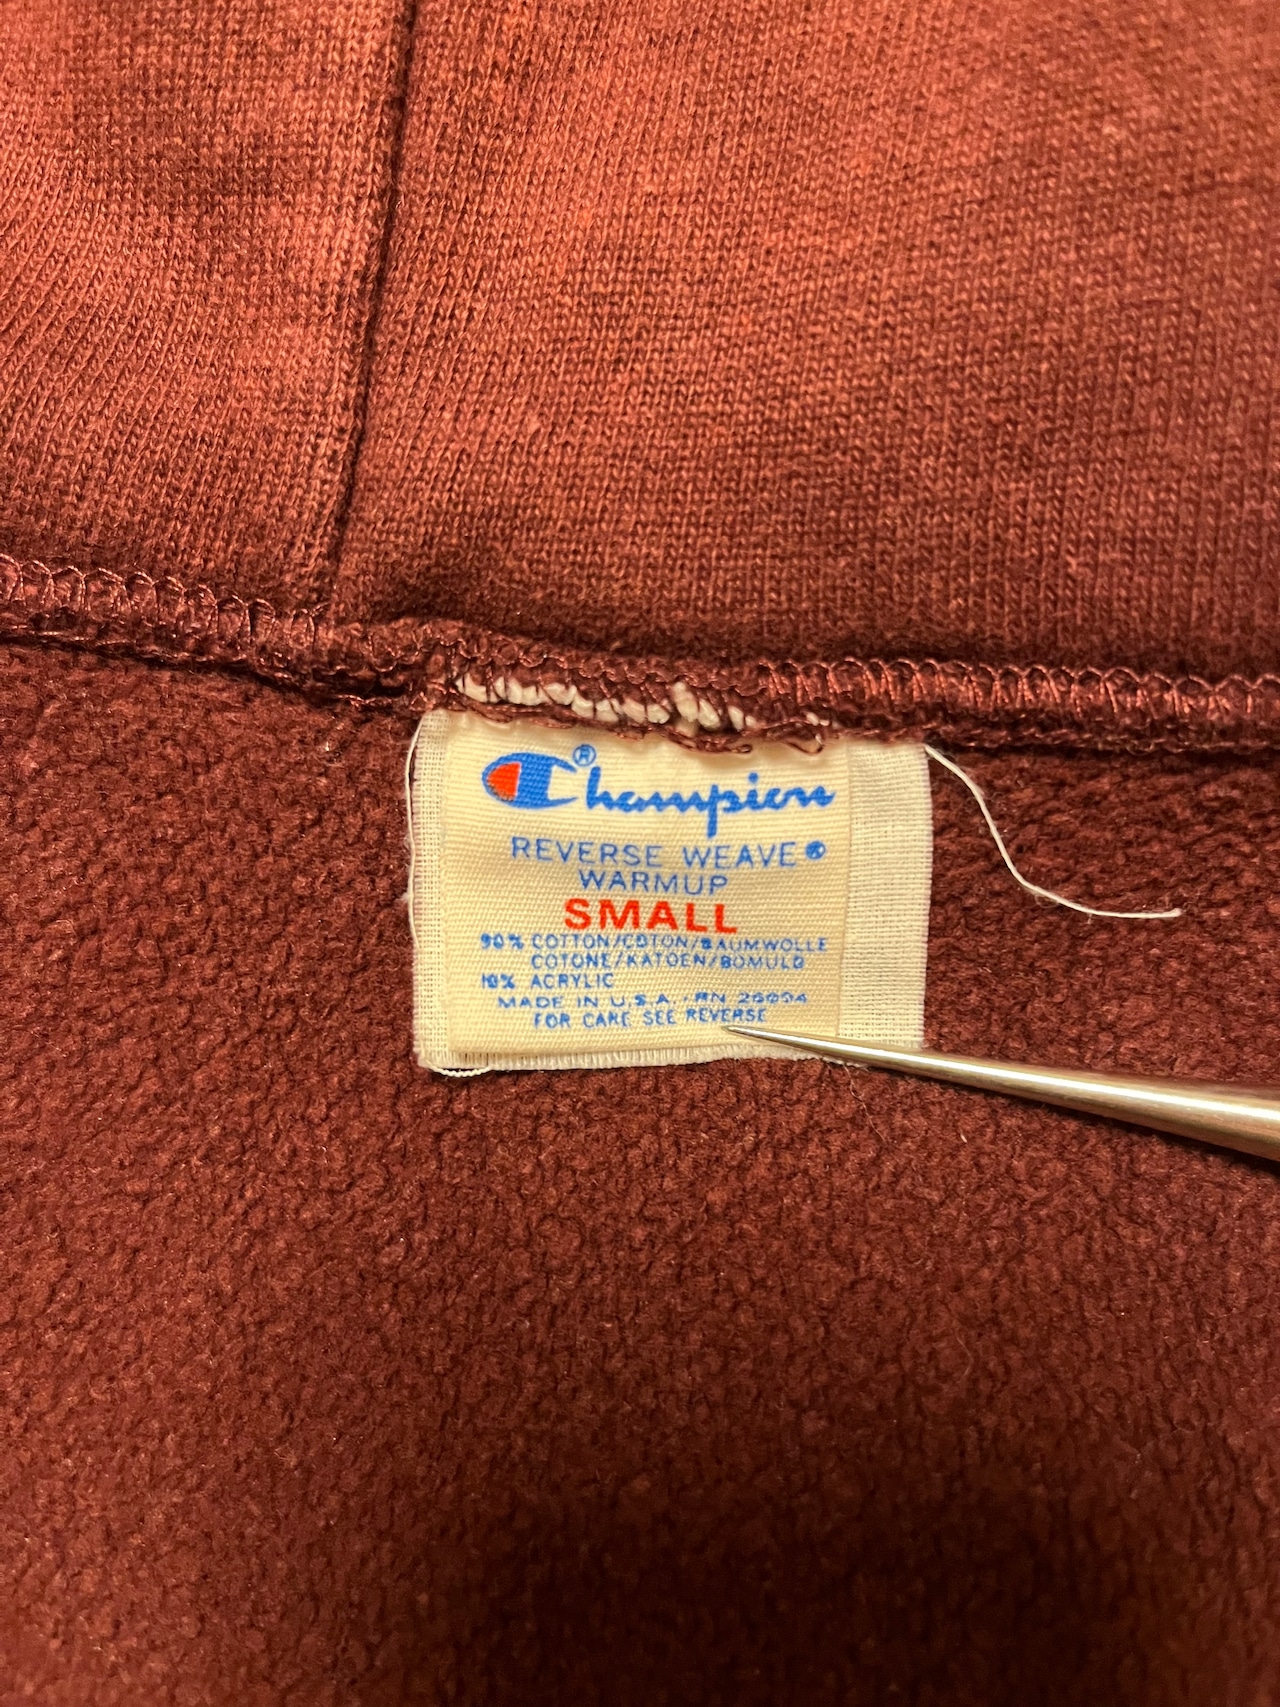 Champion®
REVERSE WEAVE®
WARMUP
SMALL
90% COTTON/COTON/BAUMWOLLE
COTONE/KATOEN/BOMULD
10% ACRYLIC
MADE IN U.S.A. · RN 26094
FOR CARE SEE REVERSE